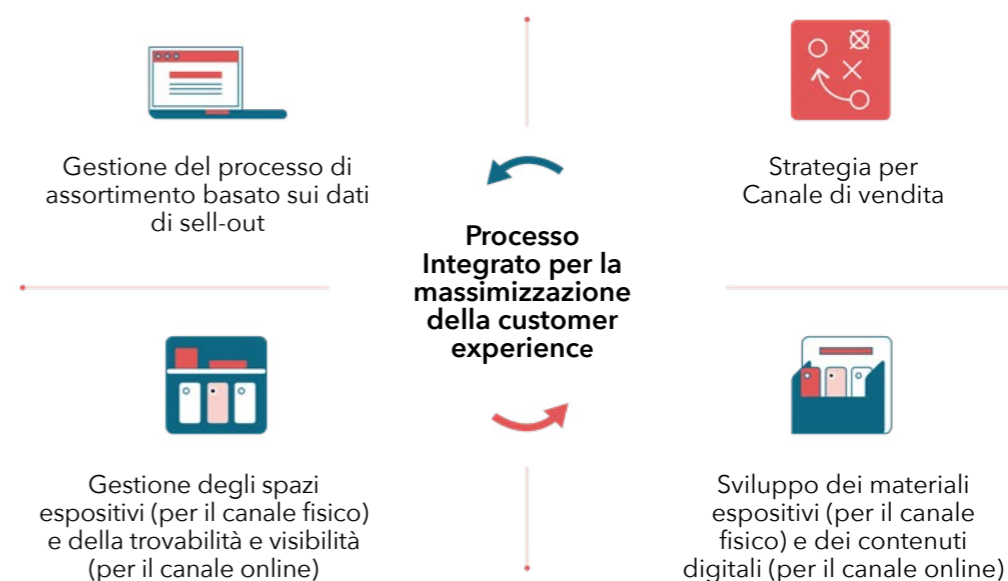 Gestione del processo di
assortimento basato sui dati
di sell-out
Strategia per
Canale di vendita
Processo
Integrato per la
massimizzazione
della customer
experience
Gestione degli spazi
espositivi (per il canale fisico)
e della trovabilità e visibilità
(per il canale online)
Sviluppo dei materiali
espositivi (per il canale
fisico) e dei contenuti
digitali (per il canale online)